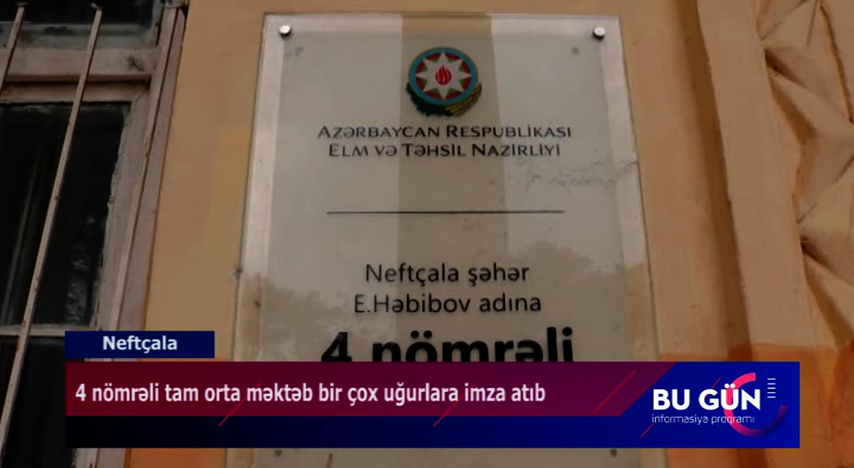 AZƏRBAYCAN RESPUBLIKASI
ELM VƏ TƏHSIL NAZIRLIYI
Neftçala şəhər
E.Həbibov adına
4 nömrəli
Neftçala
4 nömrəli tam orta məktəb bir çox uğurlara imza atıb
BU GÜN
informasiya proqramı